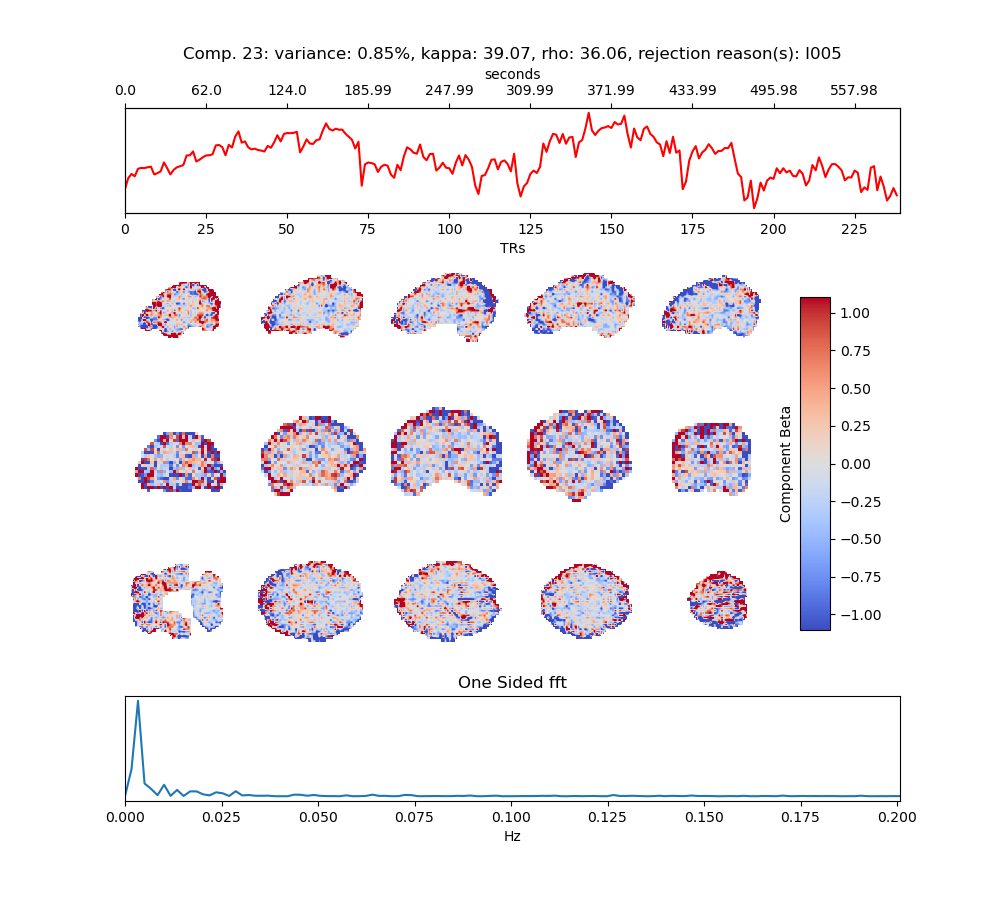 Comp. 23: variance: 0.85%, kappa: 39.07, rho: 36.06, rejection reason(s): I005
seconds
0.0 62.0 124.0 185.99 247.99 309.99 371.99 433.99 495.98 557.98
0 25 50 75 100 125 150 175 200 225
TRs
Component Beta
1.00
0.75
0.50
0.25
0.00
−0.25
−0.50
−0.75
−1.00
One Sided fft
0.000 0.025 0.050 0.075 0.100 0.125 0.150 0.175 0.200
Hz